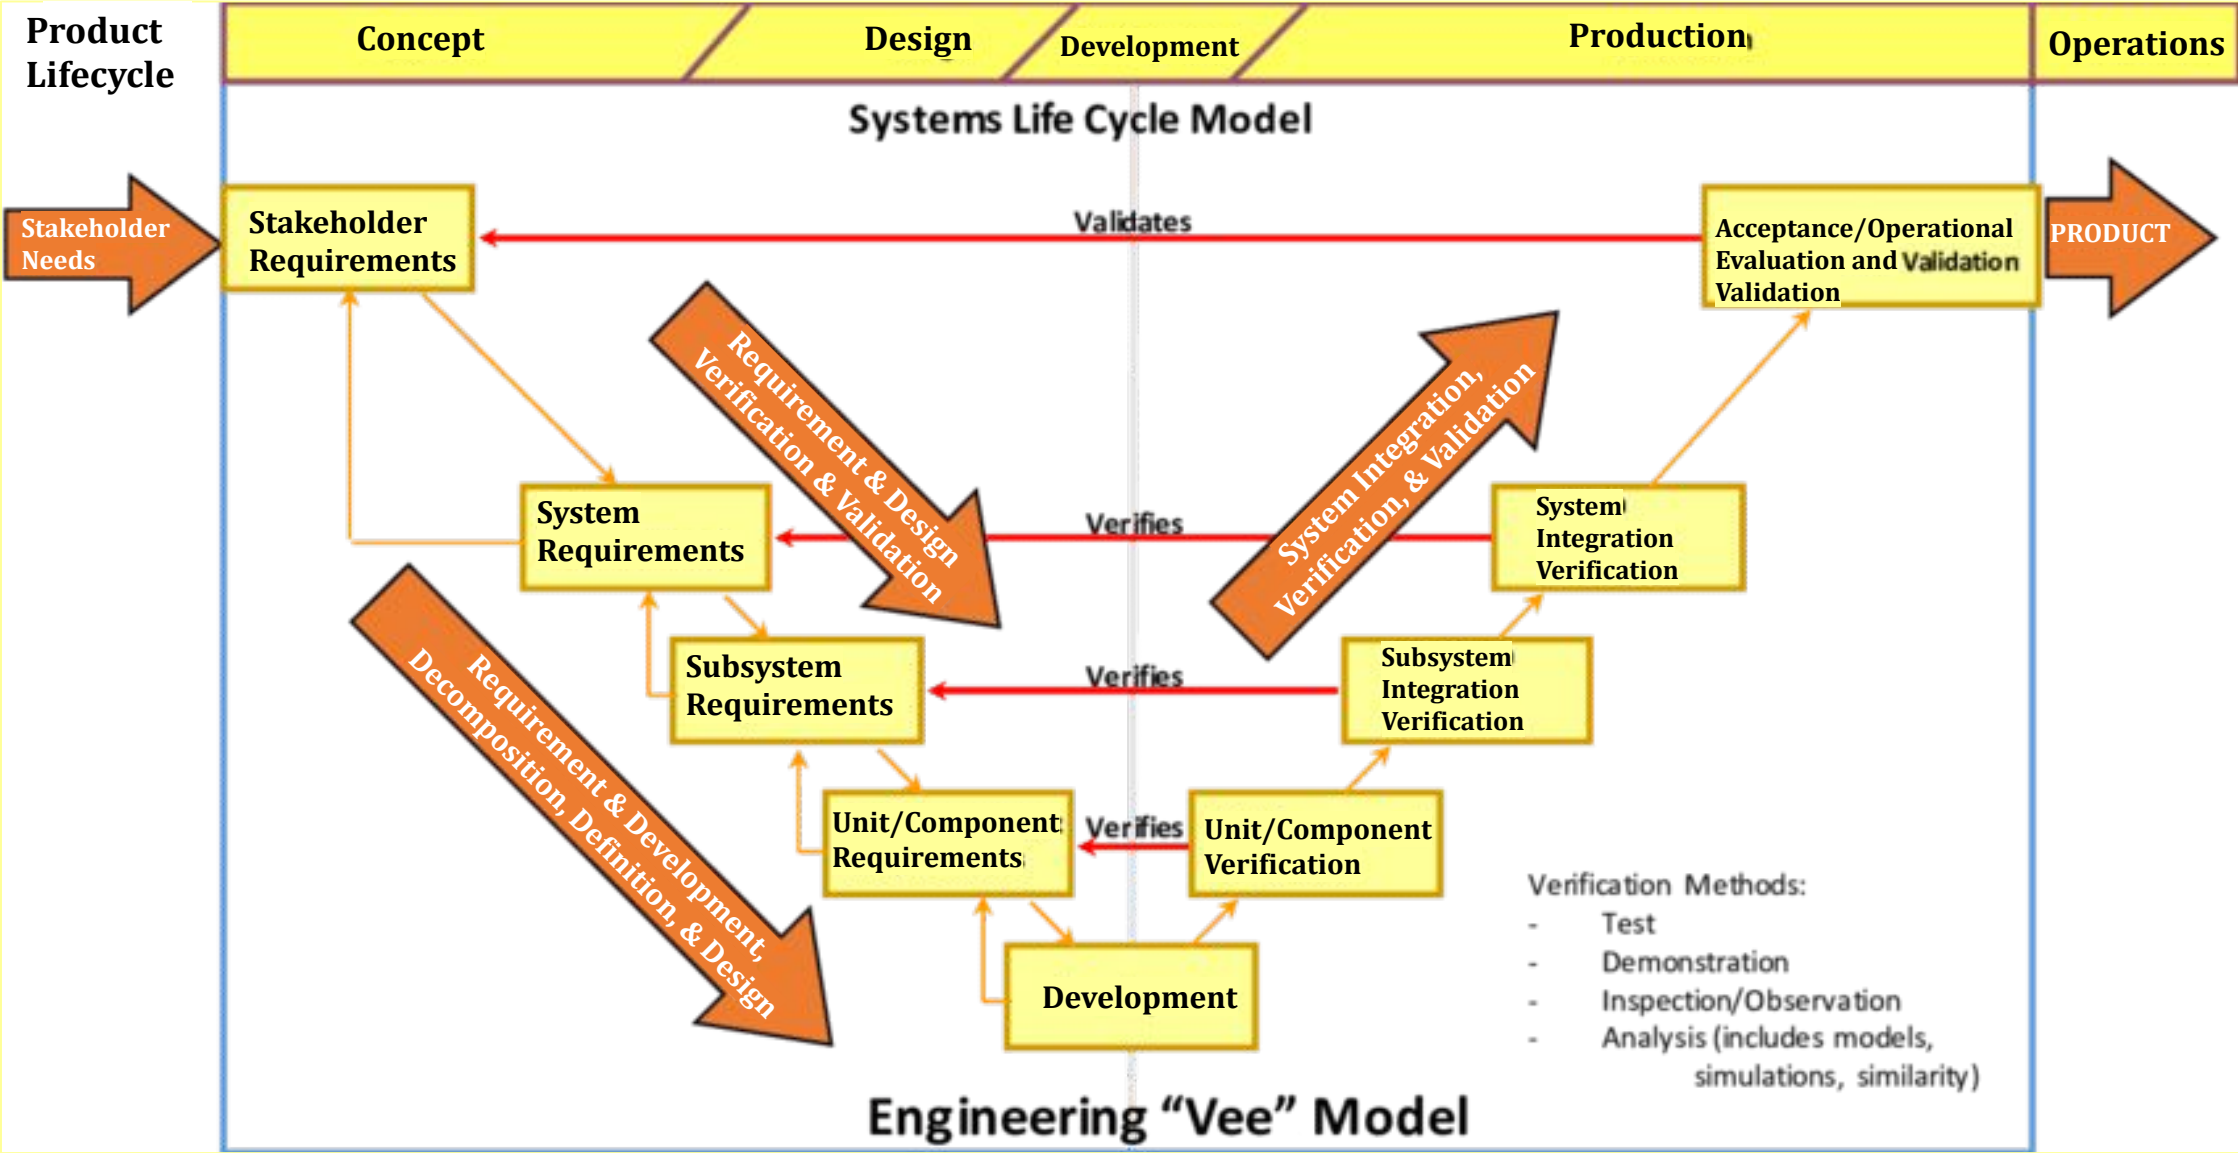 Product
Lifecycle
Concept
Design
Development
Production
Operations
Systems Life Cycle Model
Stakeholder
Needs
Stakeholder
Requirements
Validates
Acceptance/Operational
Evaluation and Validation
Validation
PRODUCT
Requirement & Design
Verification & Validation
System Integration,
Verification, & Validation
System
Requirements
Verifies
System
Integration
Verification
Requirement & Development,
Decomposition, Definition, & Design
Subsystem
Requirements
Verifies
Subsystem
Integration
Verification
Unit/Component
Requirements
Verifies
Unit/Component
Verification
Development
Verification Methods:
- Test
- Demonstration
- Inspection/Observation
- Analysis (includes models,
simulations, similarity)
Engineering “Vee” Model